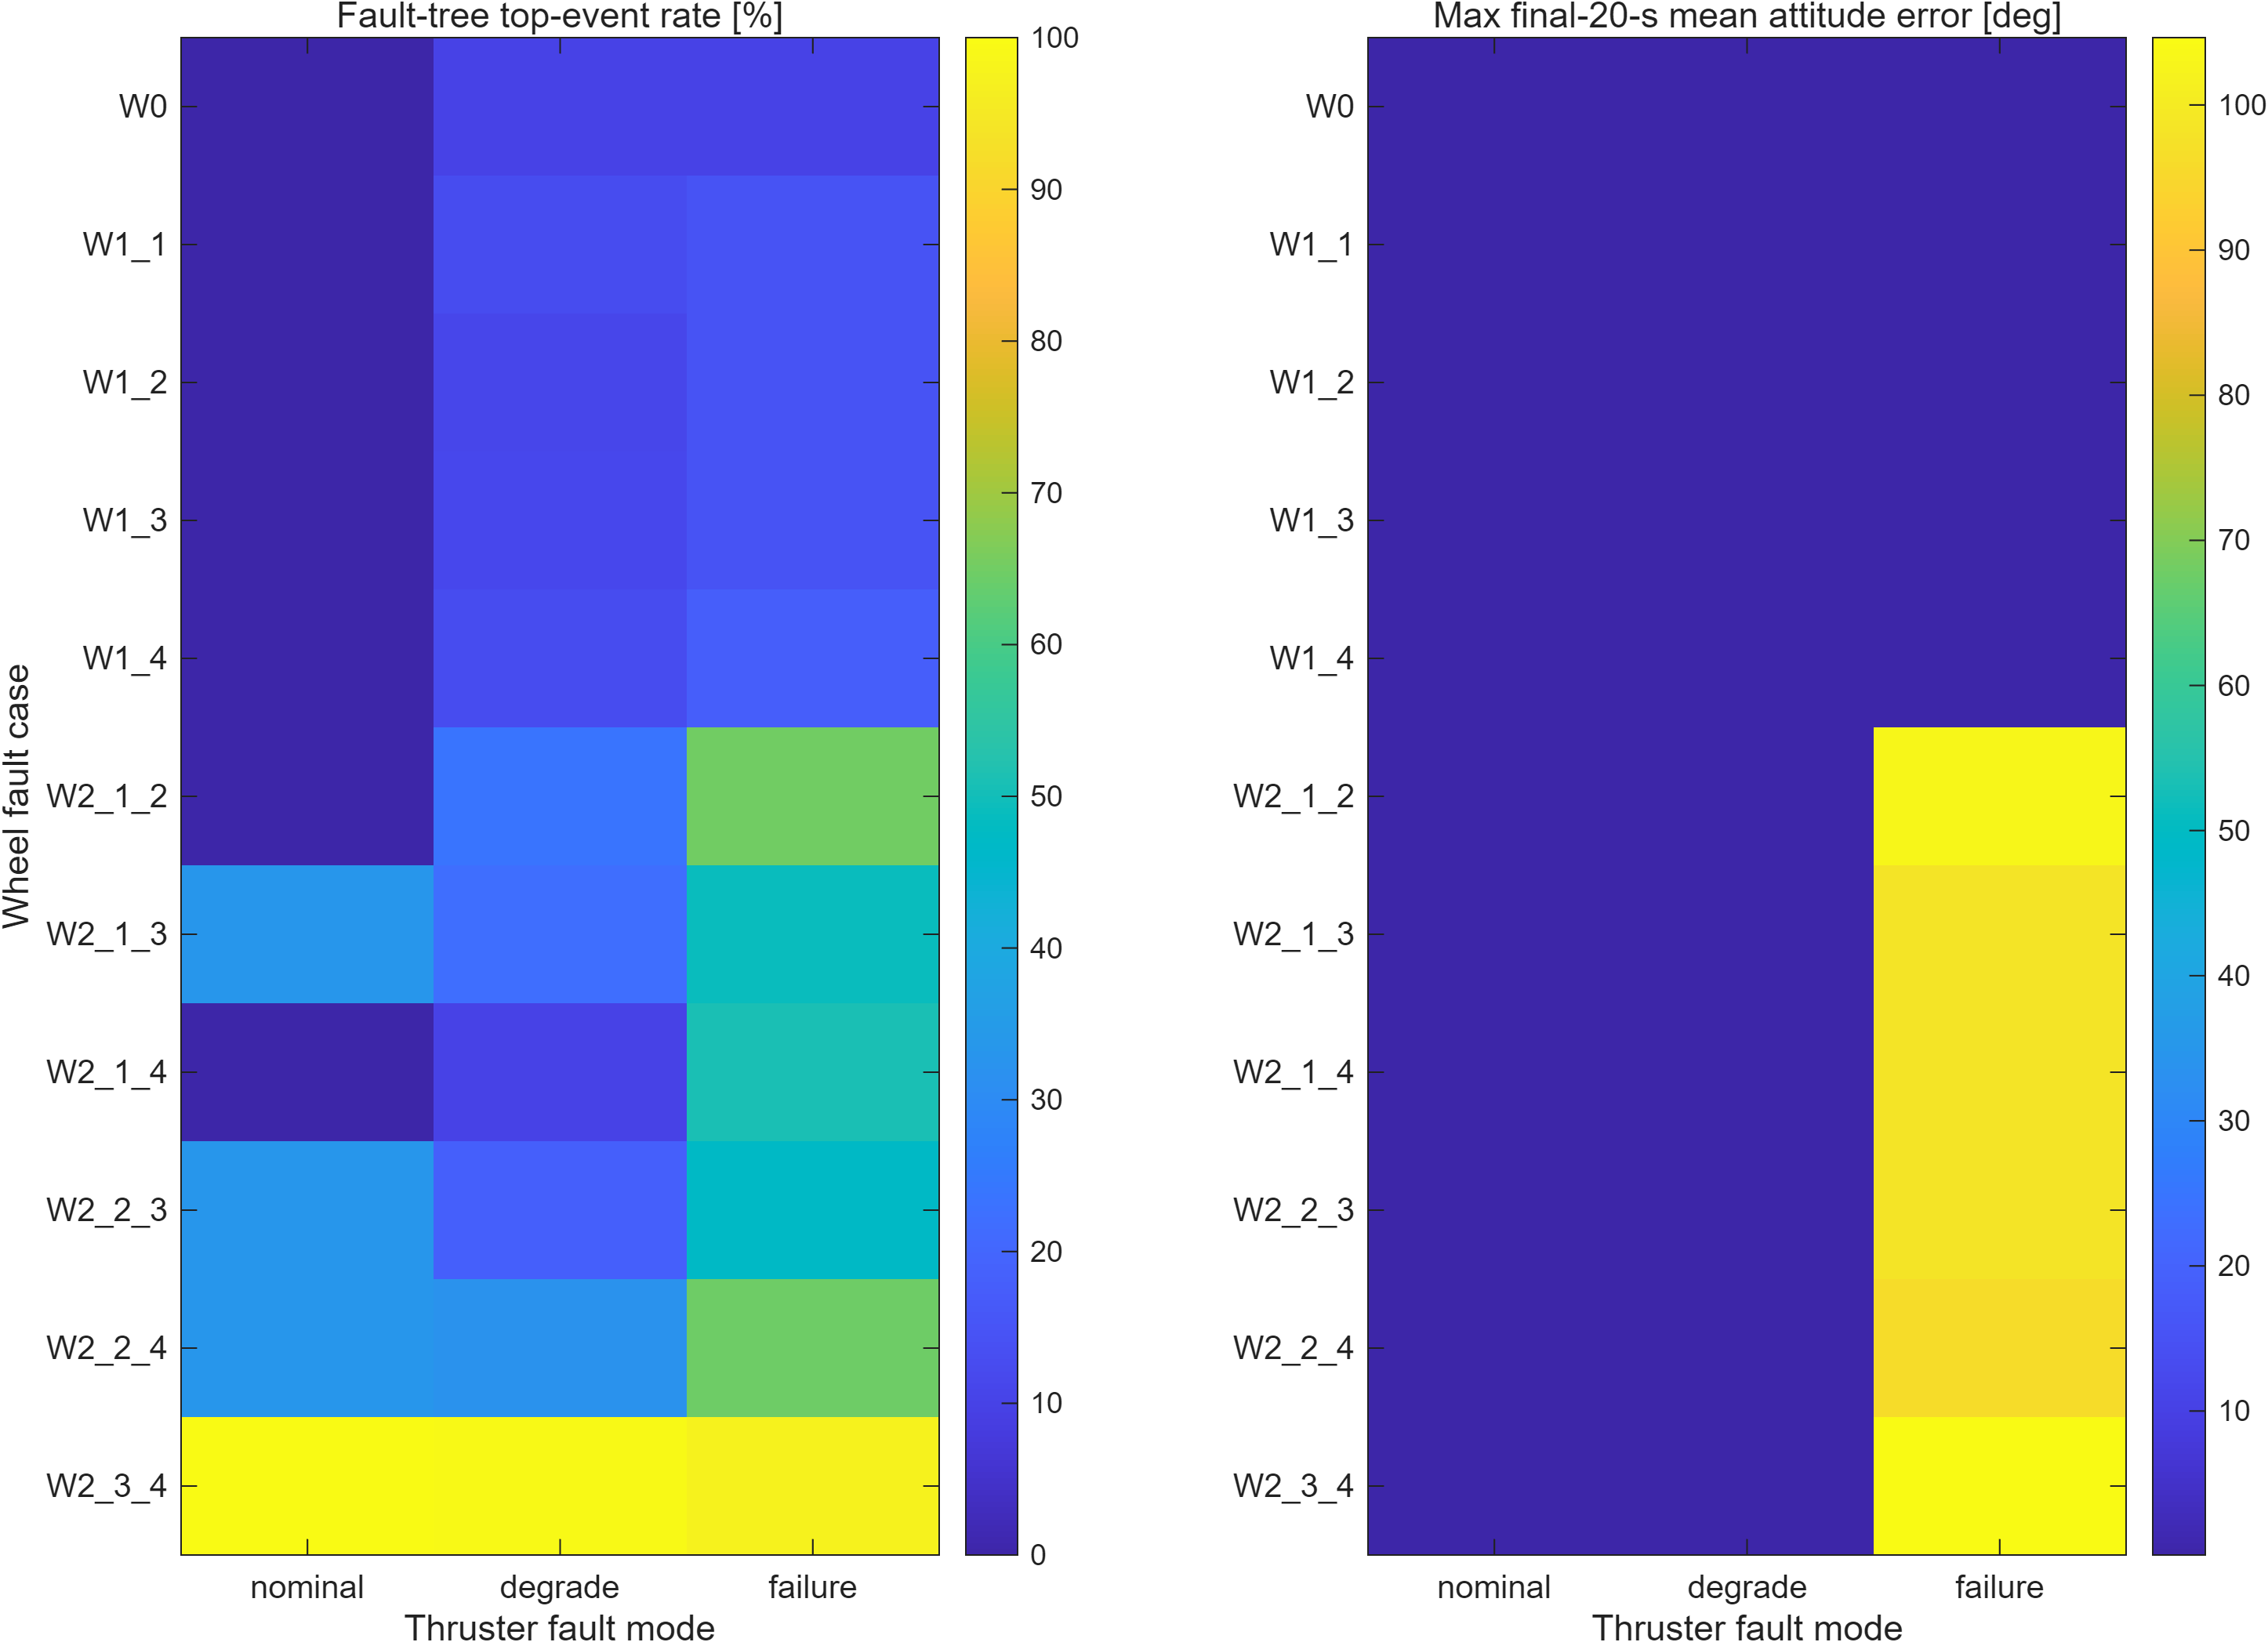 Fault-tree top-event rate [%]
Wheel fault case
W0
W1_1
W1_2
W1_3
W1_4
W2_1_2
W2_1_3
W2_1_4
W2_2_3
W2_2_4
W2_3_4
nominal
degrade
failure
Thruster fault mode
100
90
80
70
60
50
40
30
20
10
0
Max final-20-s mean attitude error [deg]
W0
W1_1
W1_2
W1_3
W1_4
W2_1_2
W2_1_3
W2_1_4
W2_2_3
W2_2_4
W2_3_4
nominal
degrade
failure
Thruster fault mode
100
90
80
70
60
50
40
30
20
10